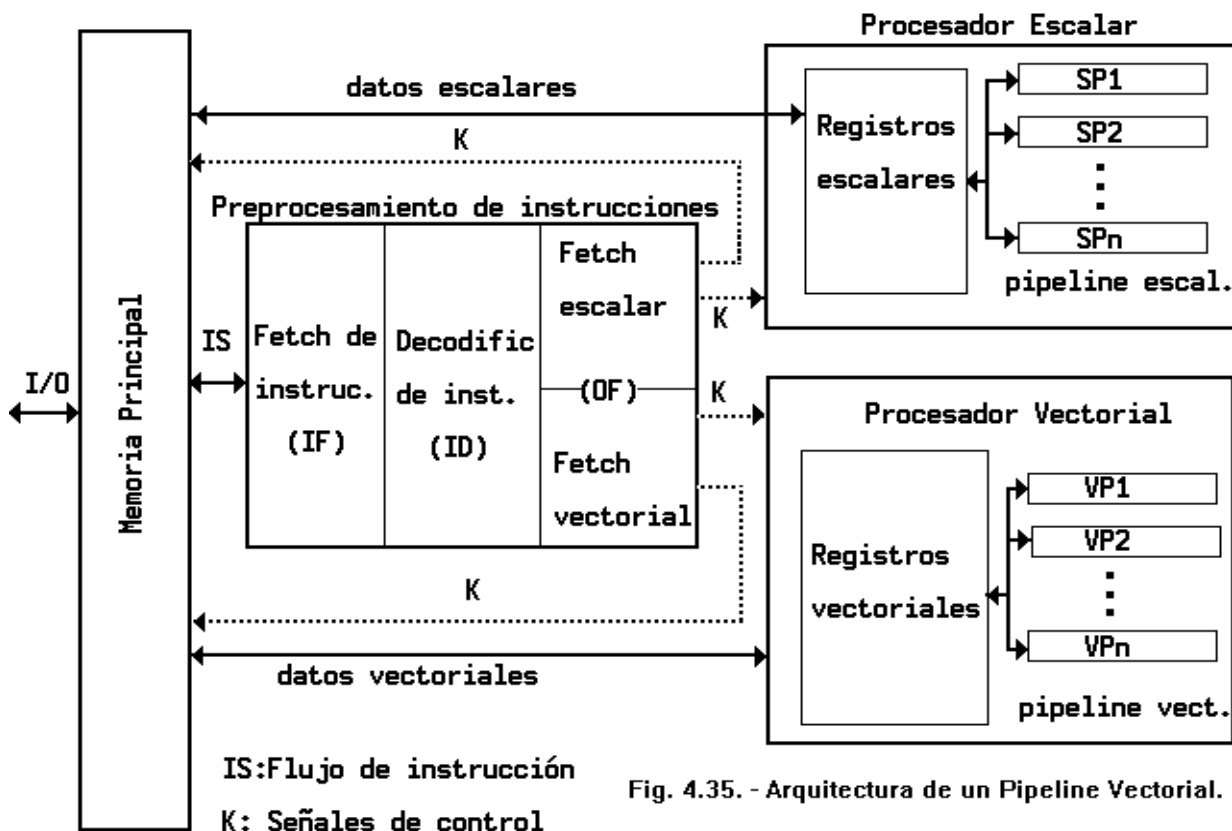 Procesador Escalar
datos escalares
K
Registros
escalares
SP1
SP2
SPn
pipeline escal.
Preprocesamiento de instrucciones
I/O
Memoria Principal
IS
Fetch de
instruc.
(IF)
Decodific
de inst.
(ID)
Fetch
escalar
(OF)
Fetch
vectorial
K
K
K
Procesador Vectorial
Registros
vectoriales
VP1
VP2
VPn
pipeline vect.
datos vectoriales
IS:Flujo de instrucción
K: Señales de control
Fig. 4.35. - Arquitectura de un Pipeline Vectorial.